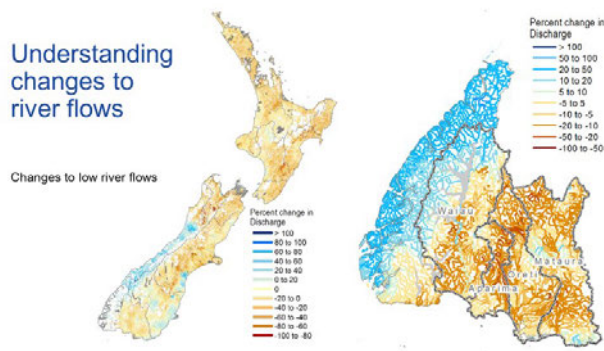 Understanding
changes to
river flows
Changes to low river flows
Percent change in
Discharge
> 100
80 to 100
60 to 80
40 to 60
20 to 40
0 to 20
0
-20 to 0
-40 to -20
-60 to -40
-80 to -60
-100 to -80
Percent change in
Discharge
> 100
50 to 100
20 to 50
10 to 20
5 to 10
-5 to 5
-10 to -5
-20 to -10
-50 to -20
-100 to -50
Waiau
Mataura
Oreti
Aparima